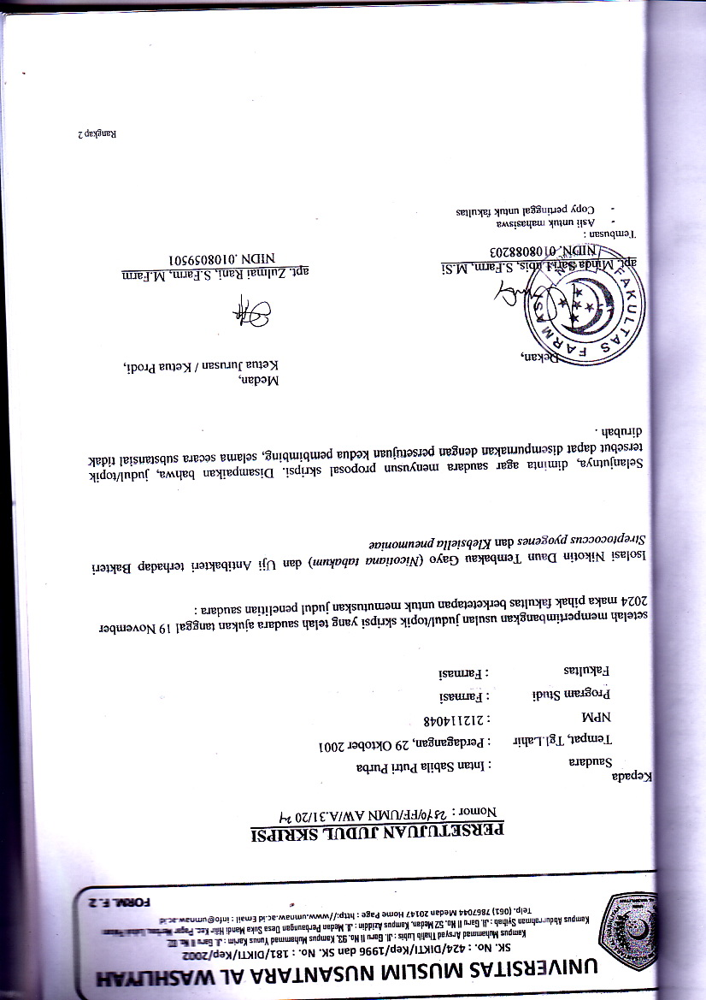 UNIVERSITAS MUSLIM NUSANTARA AL WASHLIYAH
SK. No. : 424/DIKTI/Kep/1996 dan SK. No. : 181/DIKTI/Kep/2002
Kampus Muhammad Arsyad Thalib Lubis : Jl. Garu II No. 93, Kampus Muhammad Yunus Karim : Jl. Garu II No. 02
Kampus Abdurrahman Syihab : Jl. Garu II No. 52 Medan, Kampus Aziddin : Jl. Medan Perbaungan Desa Suka Mandi Hilir Kec. Pagar Merbau,
Telp. (061) 7867044 Medan 20147 Home Page : http://www.umnaw.ac.id Email : info@umnaw.ac.id
FORM. F. 2
PERSETUJUAN JUDUL SKRIPSI
Nomor : /FF/UMN AW/A.31/20 24
Kepada
Saudara : Intan Sabila Putri Purba
Tempat, Tgl.Lahir : Perdagangan, 29 Oktober 2001
NPM : 212114048
Program Studi : Farmasi
Fakultas : Farmasi
setelah mempertimbangkan usulan judul/topik skripsi yang telah saudara ajukan tanggal 19 November
2024 maka pihak fakultas berketetapan untuk memutuskan judul penelitian saudara :
Isolasi Nikotin Daun Tembakau Gayo (Nicotiana tabakum) dan Uji Antibakteri terhadap Bakteri
Streptococcus pyogenes dan Klebsiella pneumoniae
Selanjutnya, diminta agar saudara menyusun proposal skripsi. Disampaikan bahwa, judul/topik
tersebut dapat disempurnakan dengan persetujuan kedua pembimbing, selama secara substansial tidak
dirubah .
Medan,
Dekan, Ketua Jurusan / Ketua Prodi,
FAKULTAS FARMASI
apt. Minda Sari Lubis, S.Farm, M.Si apt. Zulmai Rani, S.Farm, M.Farm
NIDN. 0108088203 NIDN .0108059501
Tembusan :
- Asli untuk mahasiswa
- Copy pertinggal untuk fakultas
Rangkap 2